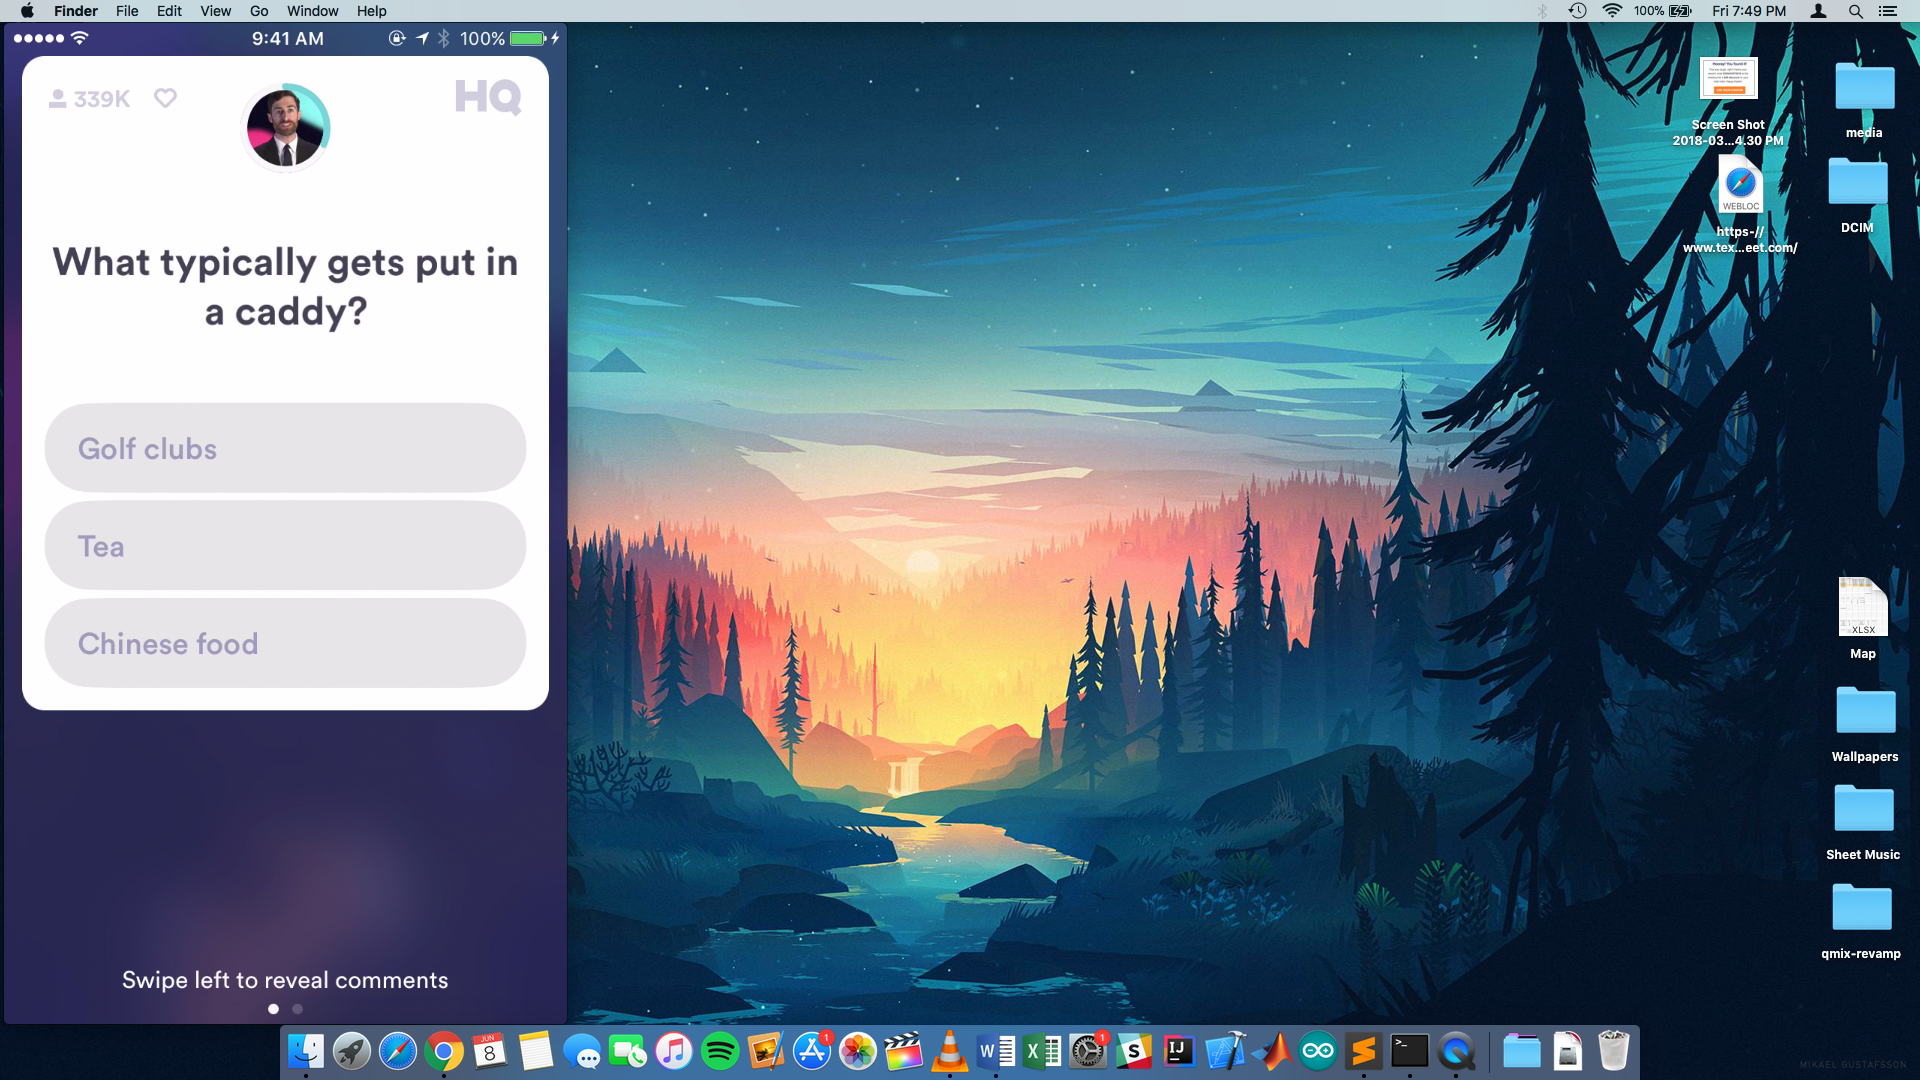 Finder File Edit View Go Window Help
100% Fri 7:49 PM
9:41 AM 100%
339K
HQ
What typically gets put in
a caddy?
Golf clubs
Tea
Chinese food
Swipe left to reveal comments
Screen Shot
2018-03...4.30 PM
WEBLOC
https-//
www.tex...eet.com/
media
DCIM
XLSX
Map
Wallpapers
Sheet Music
qmix-revamp
JUN
8
1
W
X
1
S
IJ
>_
MIKAEL GUSTAFSSON